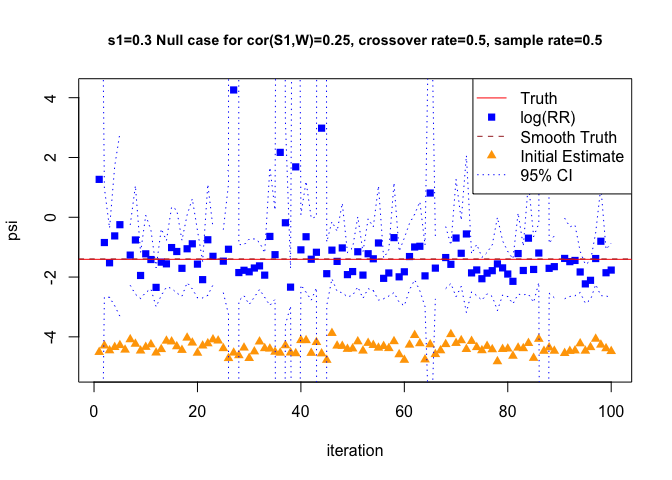 s1=0.3 Null case for cor(S1,W)=0.25, crossover rate=0.5, sample rate=0.5
psi
4
2
0
-2
-4
Truth
log(RR)
Smooth Truth
Initial Estimate
95% CI
0
20
40
60
80
100
iteration